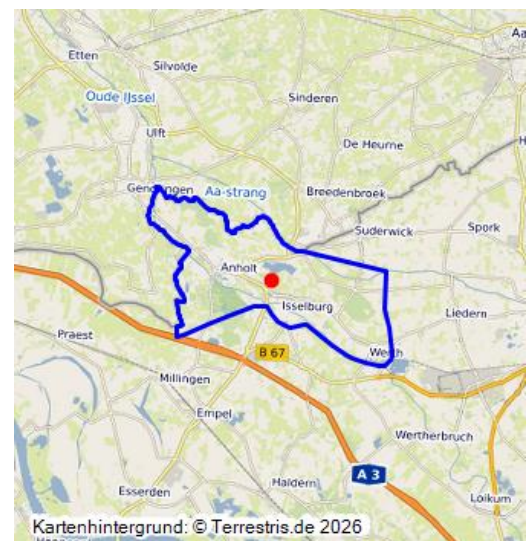 Etten
Silvolde
Aa
Oude IJssel
Sinderen
Ulft
De Heurne
H
Gendringen
Aa-strang
Breedenbroek
Suderwick
Spork
Anholt
Isselburg
Liedern
Praest
B 67
Werth
Millingen
Empel
Wertherbruch
A 3
Haldern
Esserden
Loikum
Kartenhintergrund: © Terrestris.de 2026